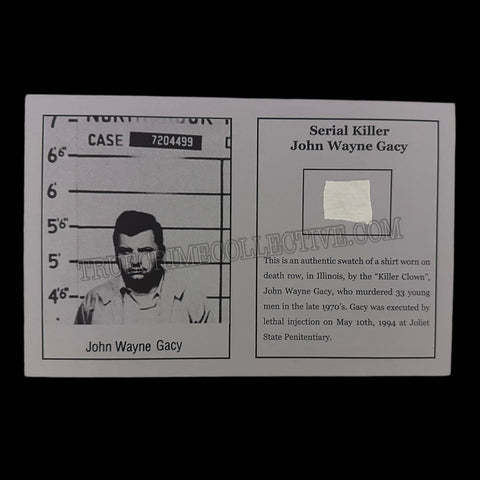 CASE 7204499
6'6"
6'
5'6"
5'
4'6"
John Wayne Gacy
Serial Killer
John Wayne Gacy
TRUECRIMECOLLECTIVE.COM
This is an authentic swatch of a shirt worn on
death row, in Illinois, by the "Killer Clown",
John Wayne Gacy, who murdered 33 young
men in the late 1970's. Gacy was executed by
lethal injection on May 10th, 1994 at Joliet
State Penitentiary.